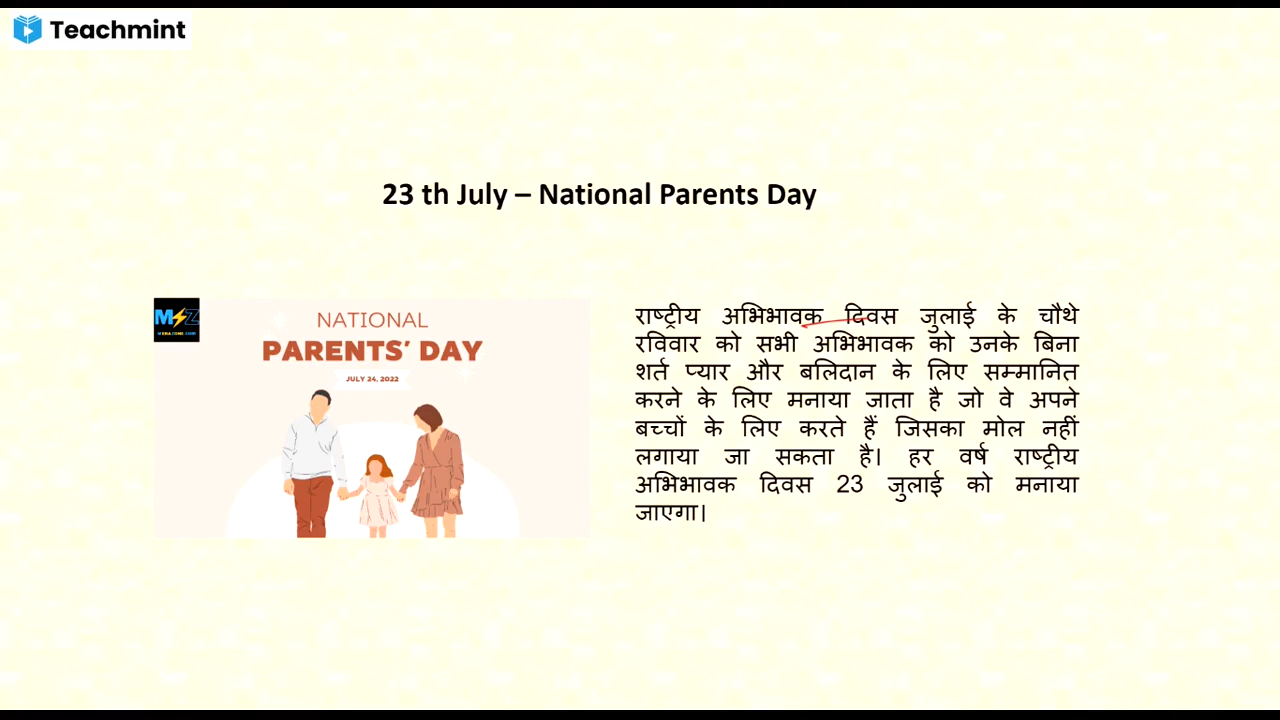 Teachmint
23 th July – National Parents Day
NATIONAL
PARENTS' DAY
JULY 24, 2022
राष्ट्रीय अभिभावक दिवस जुलाई के चौथे
रविवार को सभी अभिभावक को उनके बिना
शर्त प्यार और बलिदान के लिए सम्मानित
करने के लिए मनाया जाता है जो वे अपने
बच्चों के लिए करते हैं जिसका मोल नहीं
लगाया जा सकता है। हर वर्ष राष्ट्रीय
अभिभावक दिवस 23 जुलाई को मनाया
जाएगा।